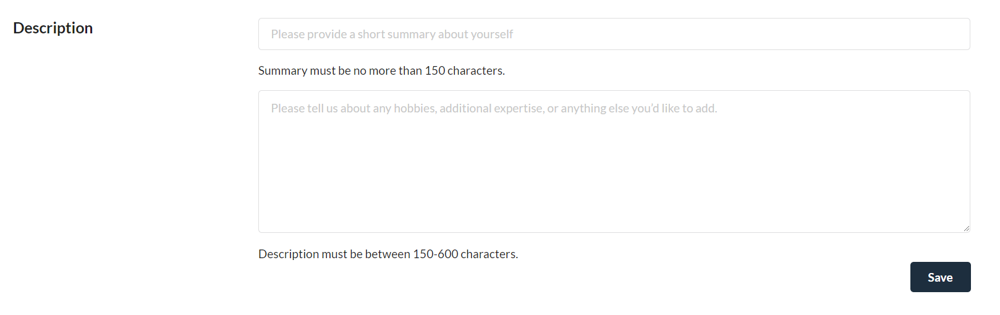 Description
Please provide a short summary about yourself
Summary must be no more than 150 characters.
Please tell us about any hobbies, additional expertise, or anything else you'd like to add.
Description must be between 150-600 characters.
Save